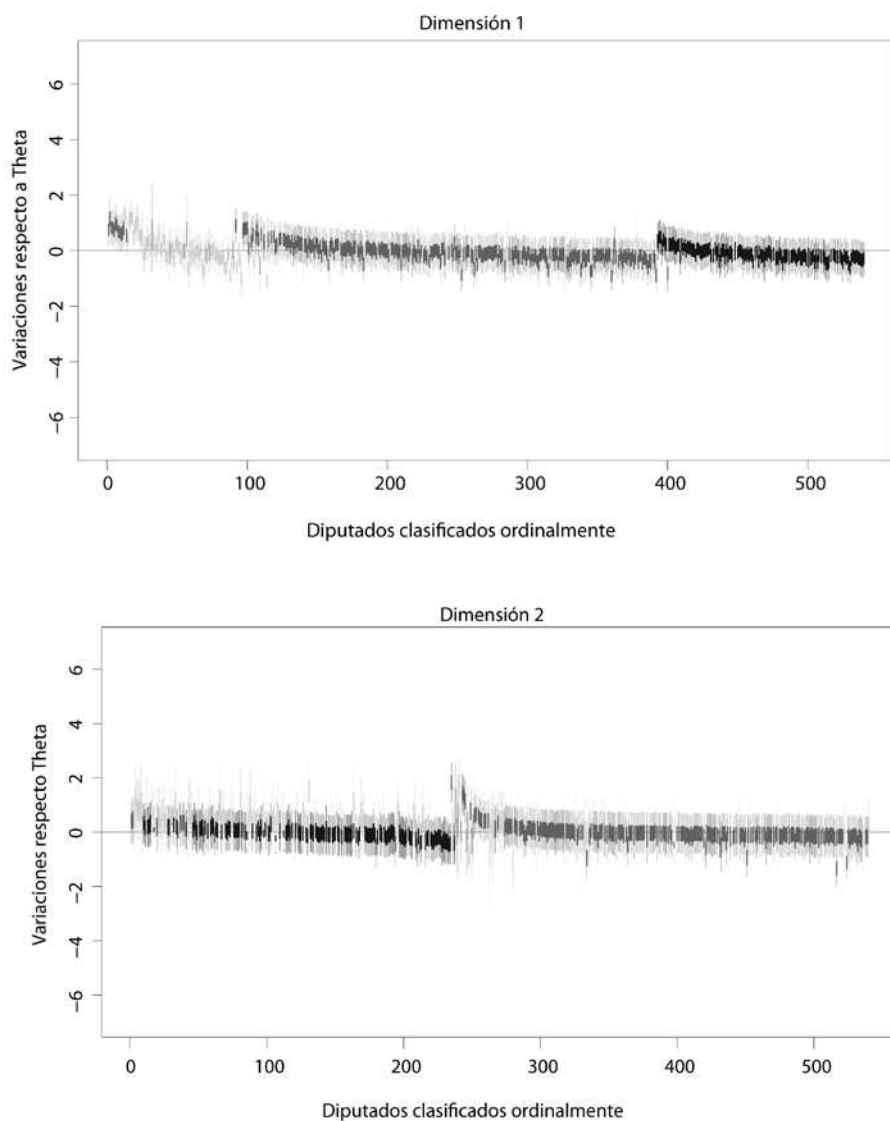 Dimensión 1
Variaciones respecto a Theta
6
4
2
0
−2
−4
−6
0 100 200 300 400 500
Diputados clasificados ordinalmente
Dimensión 2
Variaciones respecto Theta
6
4
2
0
−2
−4
−6
0 100 200 300 400 500
Diputados clasificados ordinalmente